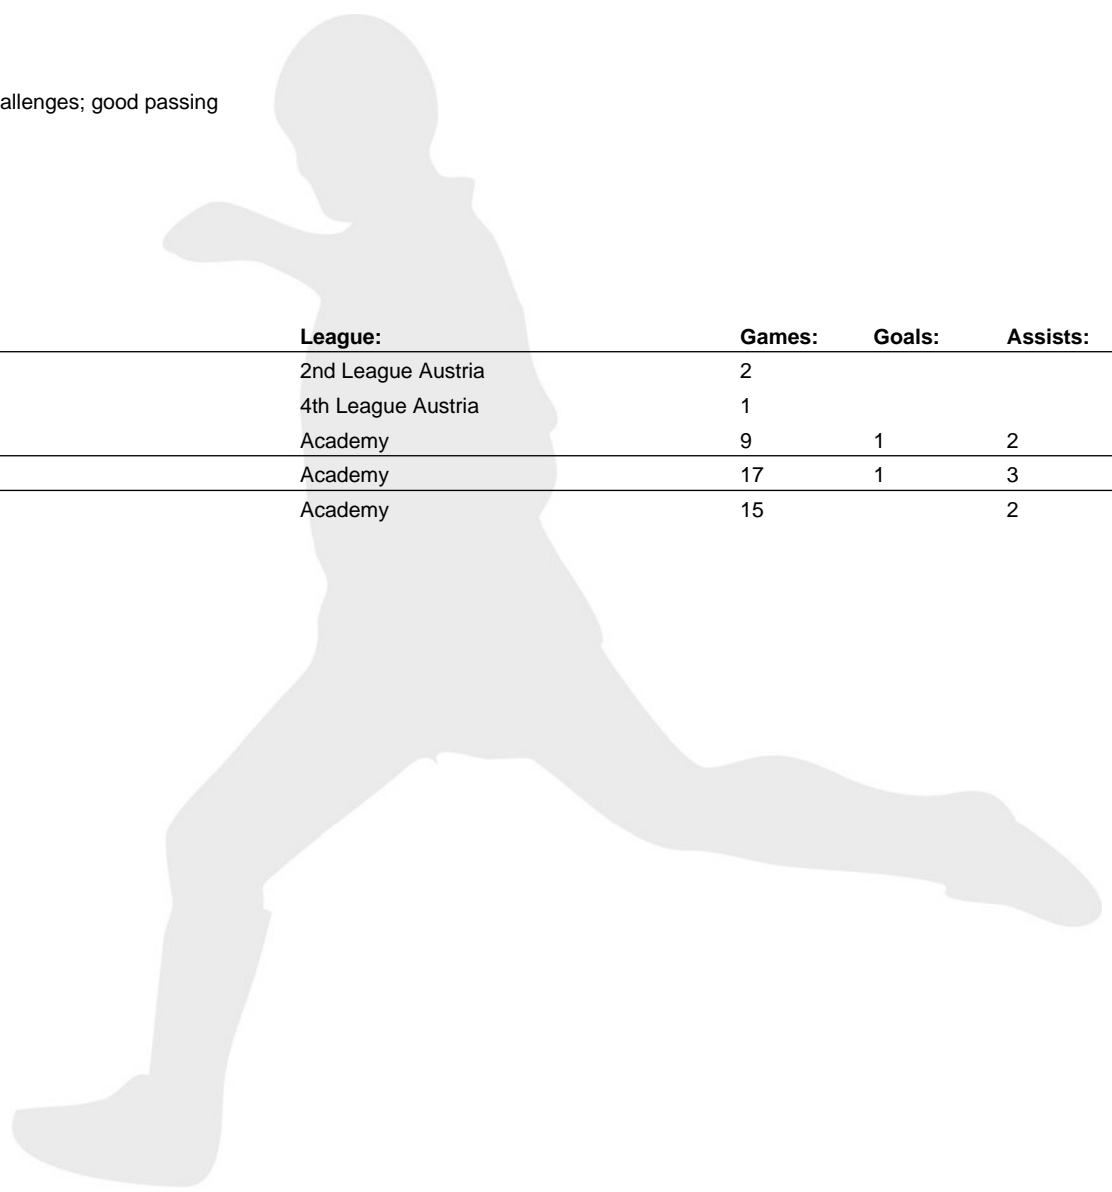 allenges; good passing
League: Games: Goals: Assists:
2nd League Austria 2
4th League Austria 1
Academy 9 1 2
Academy 17 1 3
Academy 15 2